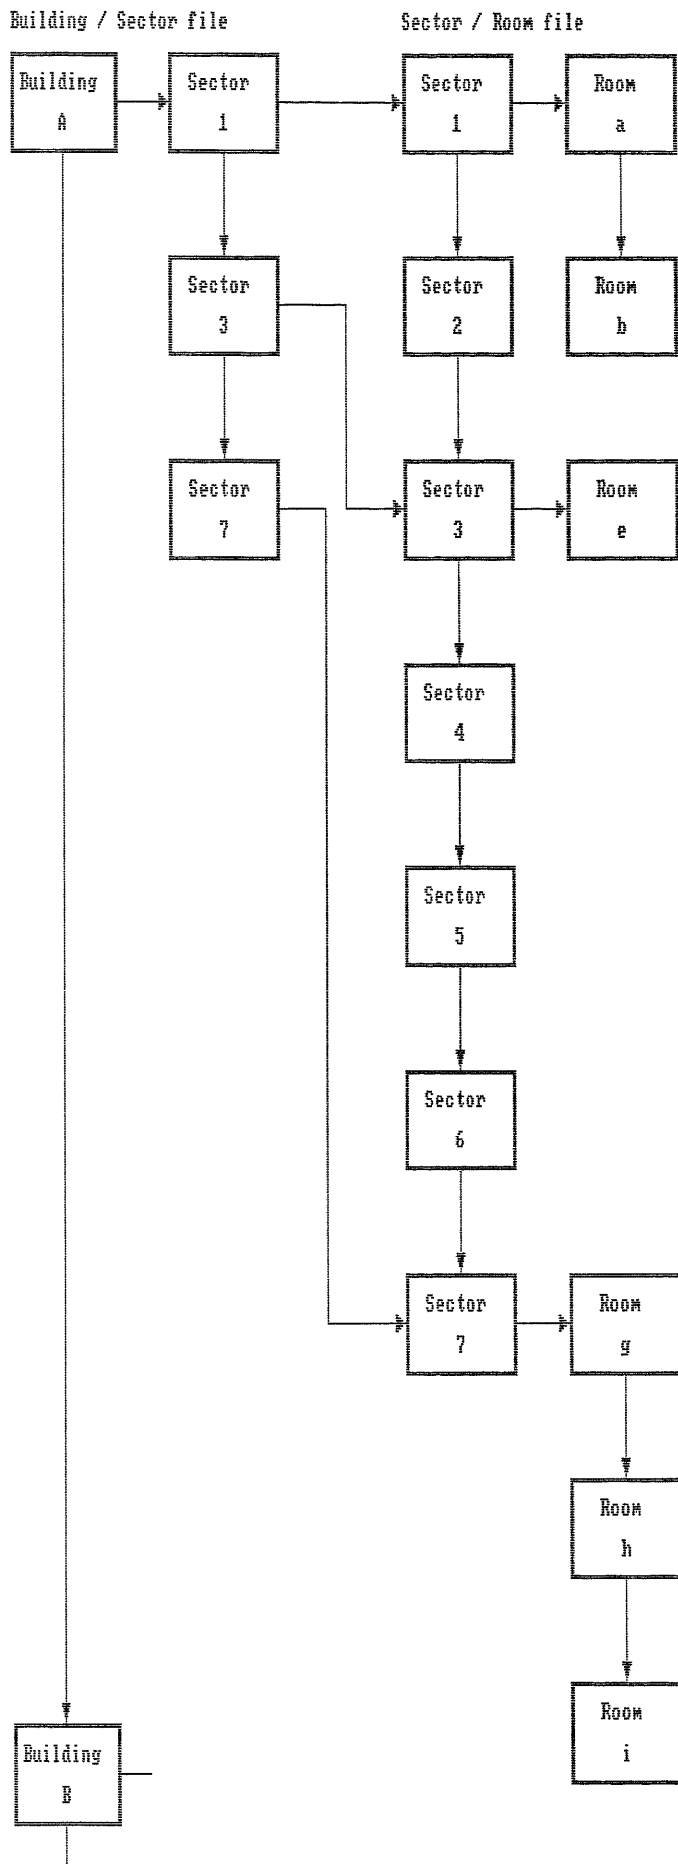 Building / Sector file
Sector / Room file
Building
A
Sector
1
Sector
1
Room
a
Sector
3
Sector
2
Room
b
Sector
7
Sector
3
Room
e
Sector
4
Sector
5
Sector
6
Sector
7
Room
g
Room
h
Room
i
Building
B